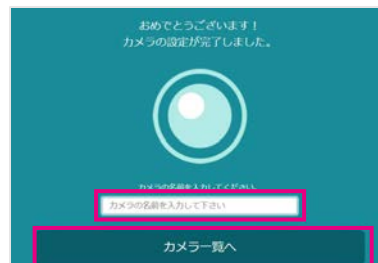 おめでとうございます！
カメラの設定が完了しました。
カメラの名前を入力してください
カメラの名前を入力して下さい
カメラ一覧へ